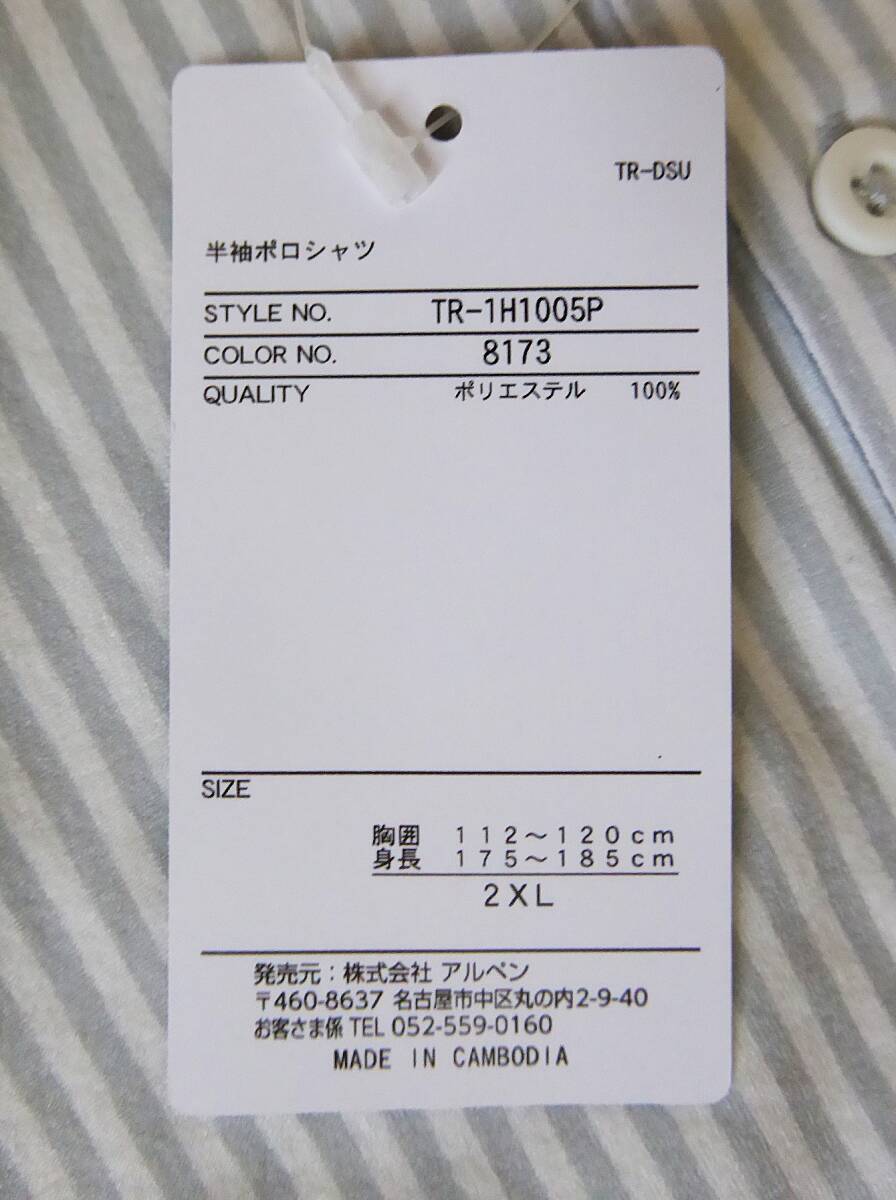 TR-DSU
半袖ポロシャツ
STYLE NO. TR-1H1005P
COLOR NO. 8173
QUALITY ポリエステル 100%
SIZE
胸囲 112〜120cm
身長 175〜185cm
2XL
発売元：株式会社 アルペン
〒460-8637 名古屋市中区丸の内2-9-40
お客さま係 TEL 052-559-0160
MADE IN CAMBODIA